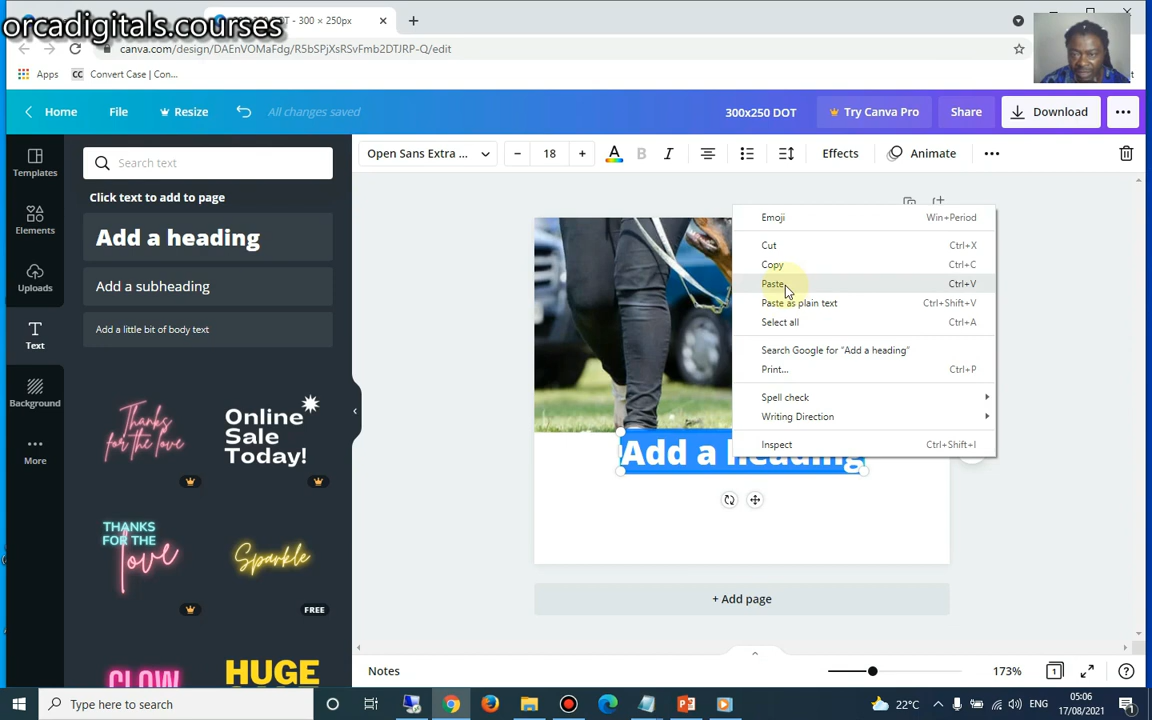 orcadigitals.courses
DOT - 300 × 250px
canva.com/design/DAEnVOMaFdg/R5bSPjXsRSvFmb2DTJRP-Q/edit
Apps
CC Convert Case | Con...
Home
File
Resize
All changes saved
300x250 DOT
Try Canva Pro
Share
Download
Open Sans Extra ...
18
A
B
I
Effects
Animate
Templates
Elements
Uploads
Text
Background
More
Search text
Click text to add to page
Add a heading
Add a subheading
Add a little bit of body text
Thanks
for the love
Online
Sale
Today!
THANKS
FOR THE
love
Sparkle
FREE
GLOW
HUGE
Emoji Win+Period
Cut Ctrl+X
Copy Ctrl+C
Paste Ctrl+V
Paste as plain text Ctrl+Shift+V
Select all Ctrl+A
Search Google for “Add a heading”
Print... Ctrl+P
Spell check
Writing Direction
Inspect Ctrl+Shift+I
Add a heading
+ Add page
Notes
173%
1
Type here to search
22°C
ENG
05:06
17/08/2021
1